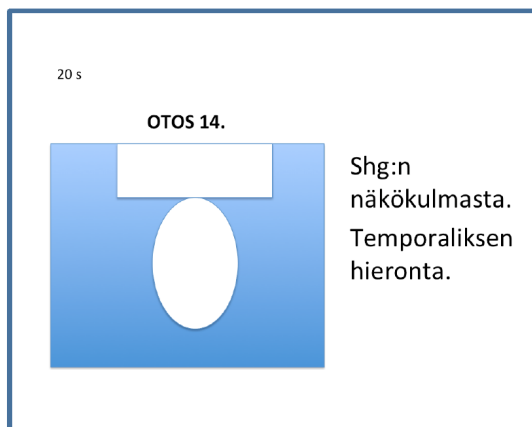 20 s
OTOS 14.
Shg:n
näkökulmasta.
Temporaliksen
hieronta.